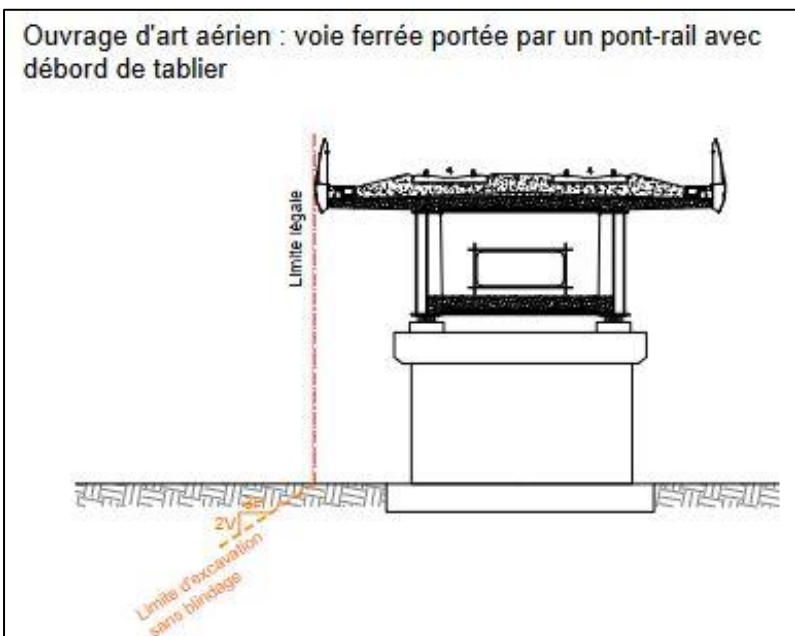 Ouvrage d'art aérien : voie ferrée portée par un pont-rail avec
débord de tablier
Limite légale
2V
Limite d'excavation
sans blindage